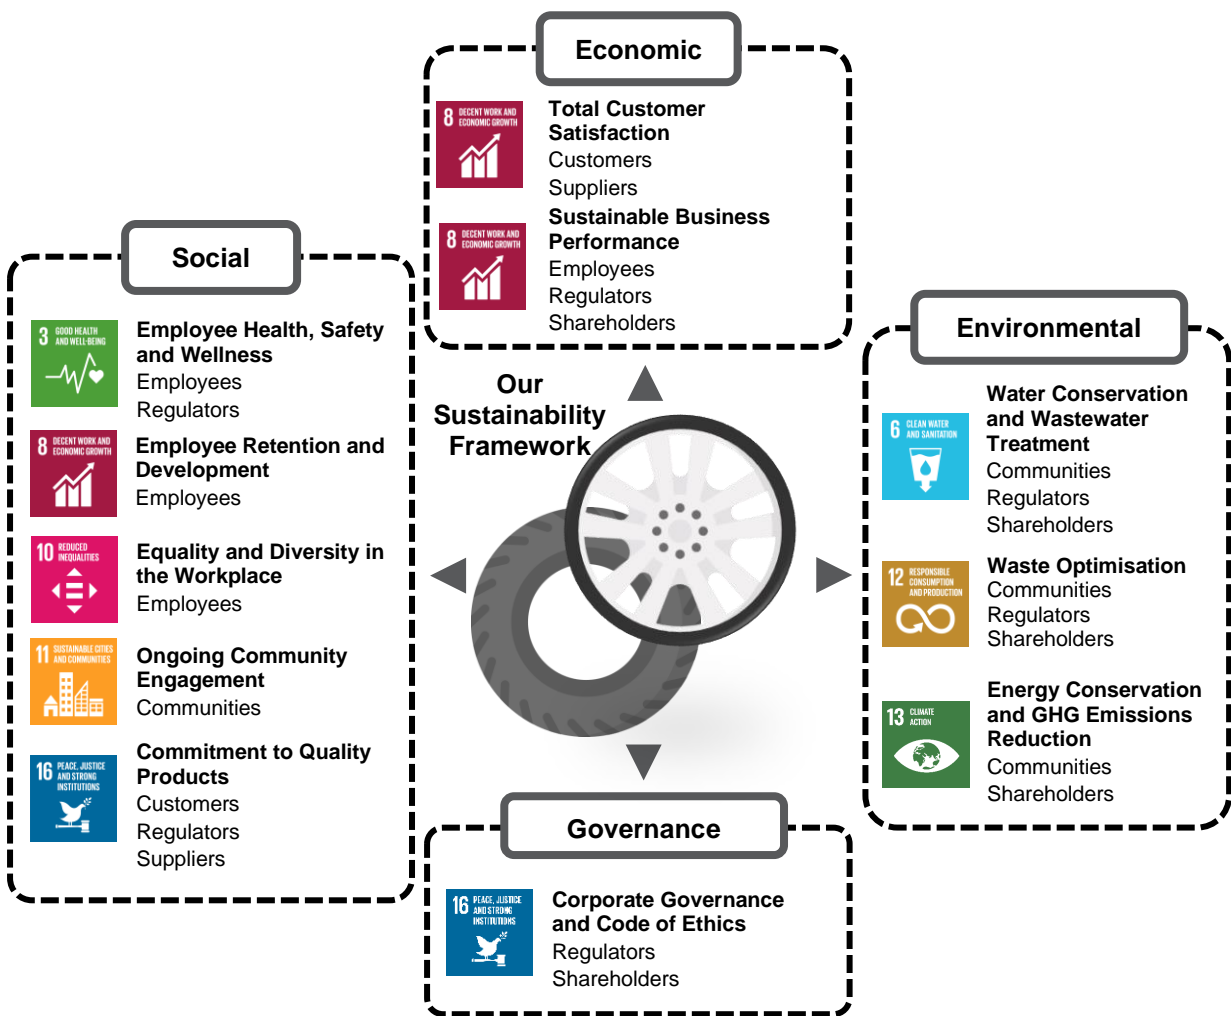 Economic
8 DECENT WORK AND
ECONOMIC GROWTH
Total Customer
Satisfaction
Customers
Suppliers
8 DECENT WORK AND
ECONOMIC GROWTH
Sustainable Business
Performance
Employees
Regulators
Shareholders
Social
3 GOOD HEALTH
AND WELL-BEING
Employee Health, Safety
and Wellness
Employees
Regulators
8 DECENT WORK AND
ECONOMIC GROWTH
Employee Retention and
Development
Employees
10 REDUCED
INEQUALITIES
Equality and Diversity in
the Workplace
Employees
11 SUSTAINABLE CITIES
AND COMMUNITIES
Ongoing Community
Engagement
Communities
16 PEACE, JUSTICE
AND STRONG
INSTITUTIONS
Commitment to Quality
Products
Customers
Regulators
Suppliers
Our
Sustainability
Framework
Environmental
6 CLEAN WATER
AND SANITATION
Water Conservation
and Wastewater
Treatment
Communities
Regulators
Shareholders
12 RESPONSIBLE
CONSUMPTION
AND PRODUCTION
Waste Optimisation
Communities
Regulators
Shareholders
13 CLIMATE
ACTION
Energy Conservation
and GHG Emissions
Reduction
Communities
Shareholders
Governance
16 PEACE, JUSTICE
AND STRONG
INSTITUTIONS
Corporate Governance
and Code of Ethics
Regulators
Shareholders